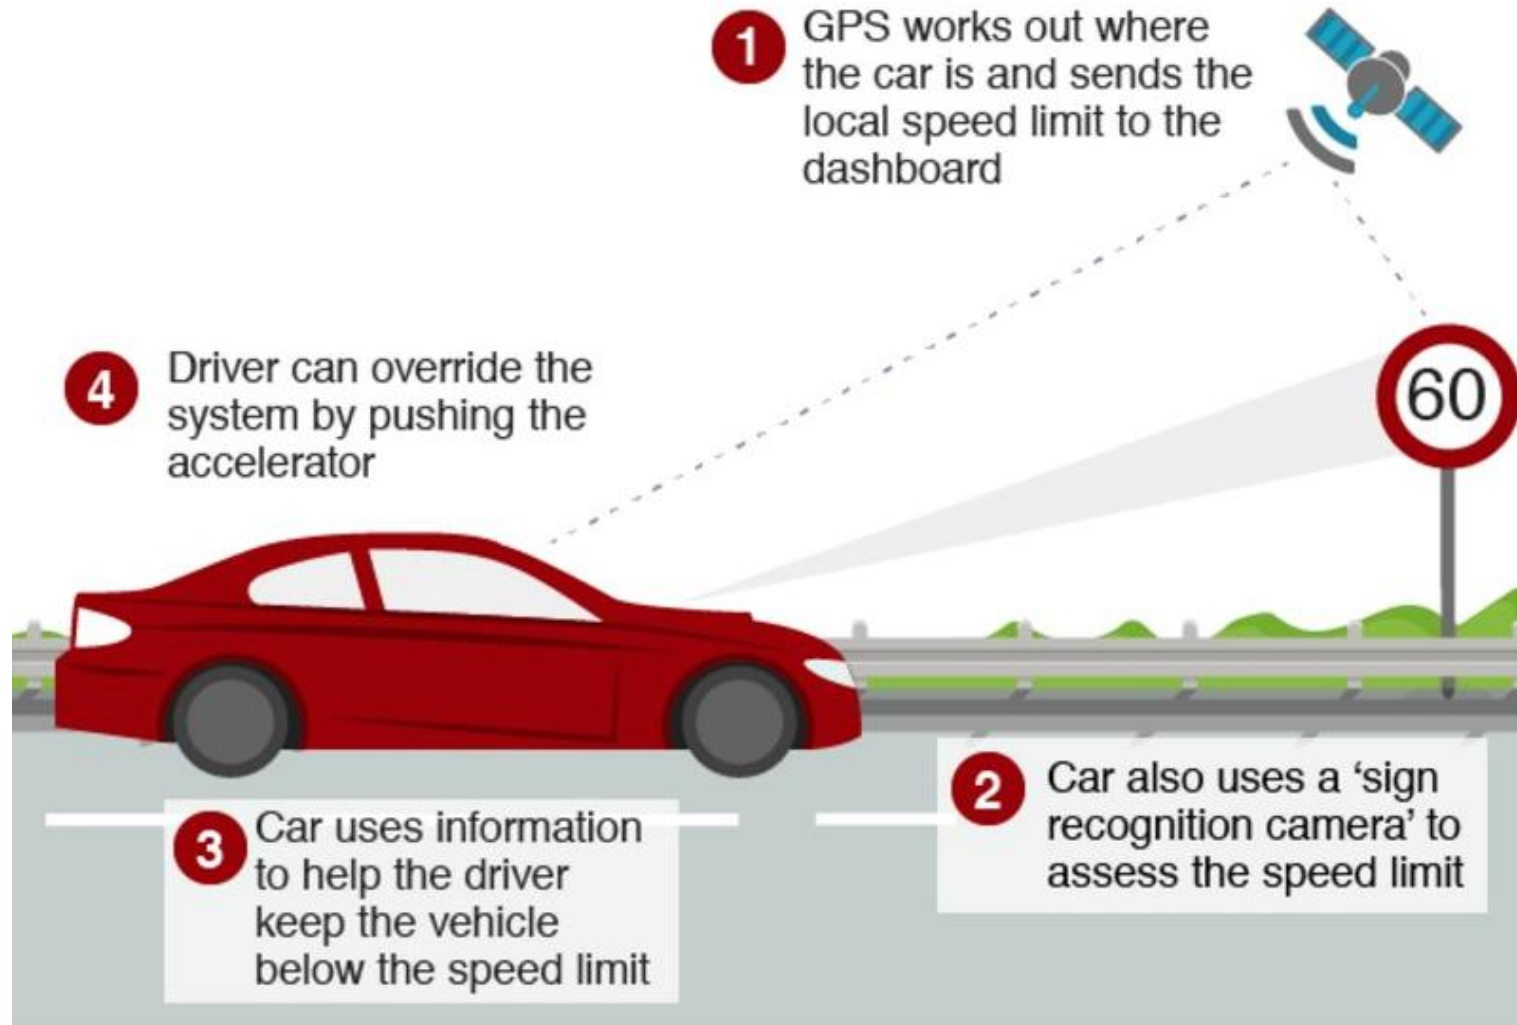 1
GPS works out where
the car is and sends the
local speed limit to the
dashboard
60
2
Car also uses a ‘sign
recognition camera’ to
assess the speed limit
3
Car uses information
to help the driver
keep the vehicle
below the speed limit
4
Driver can override the
system by pushing the
accelerator